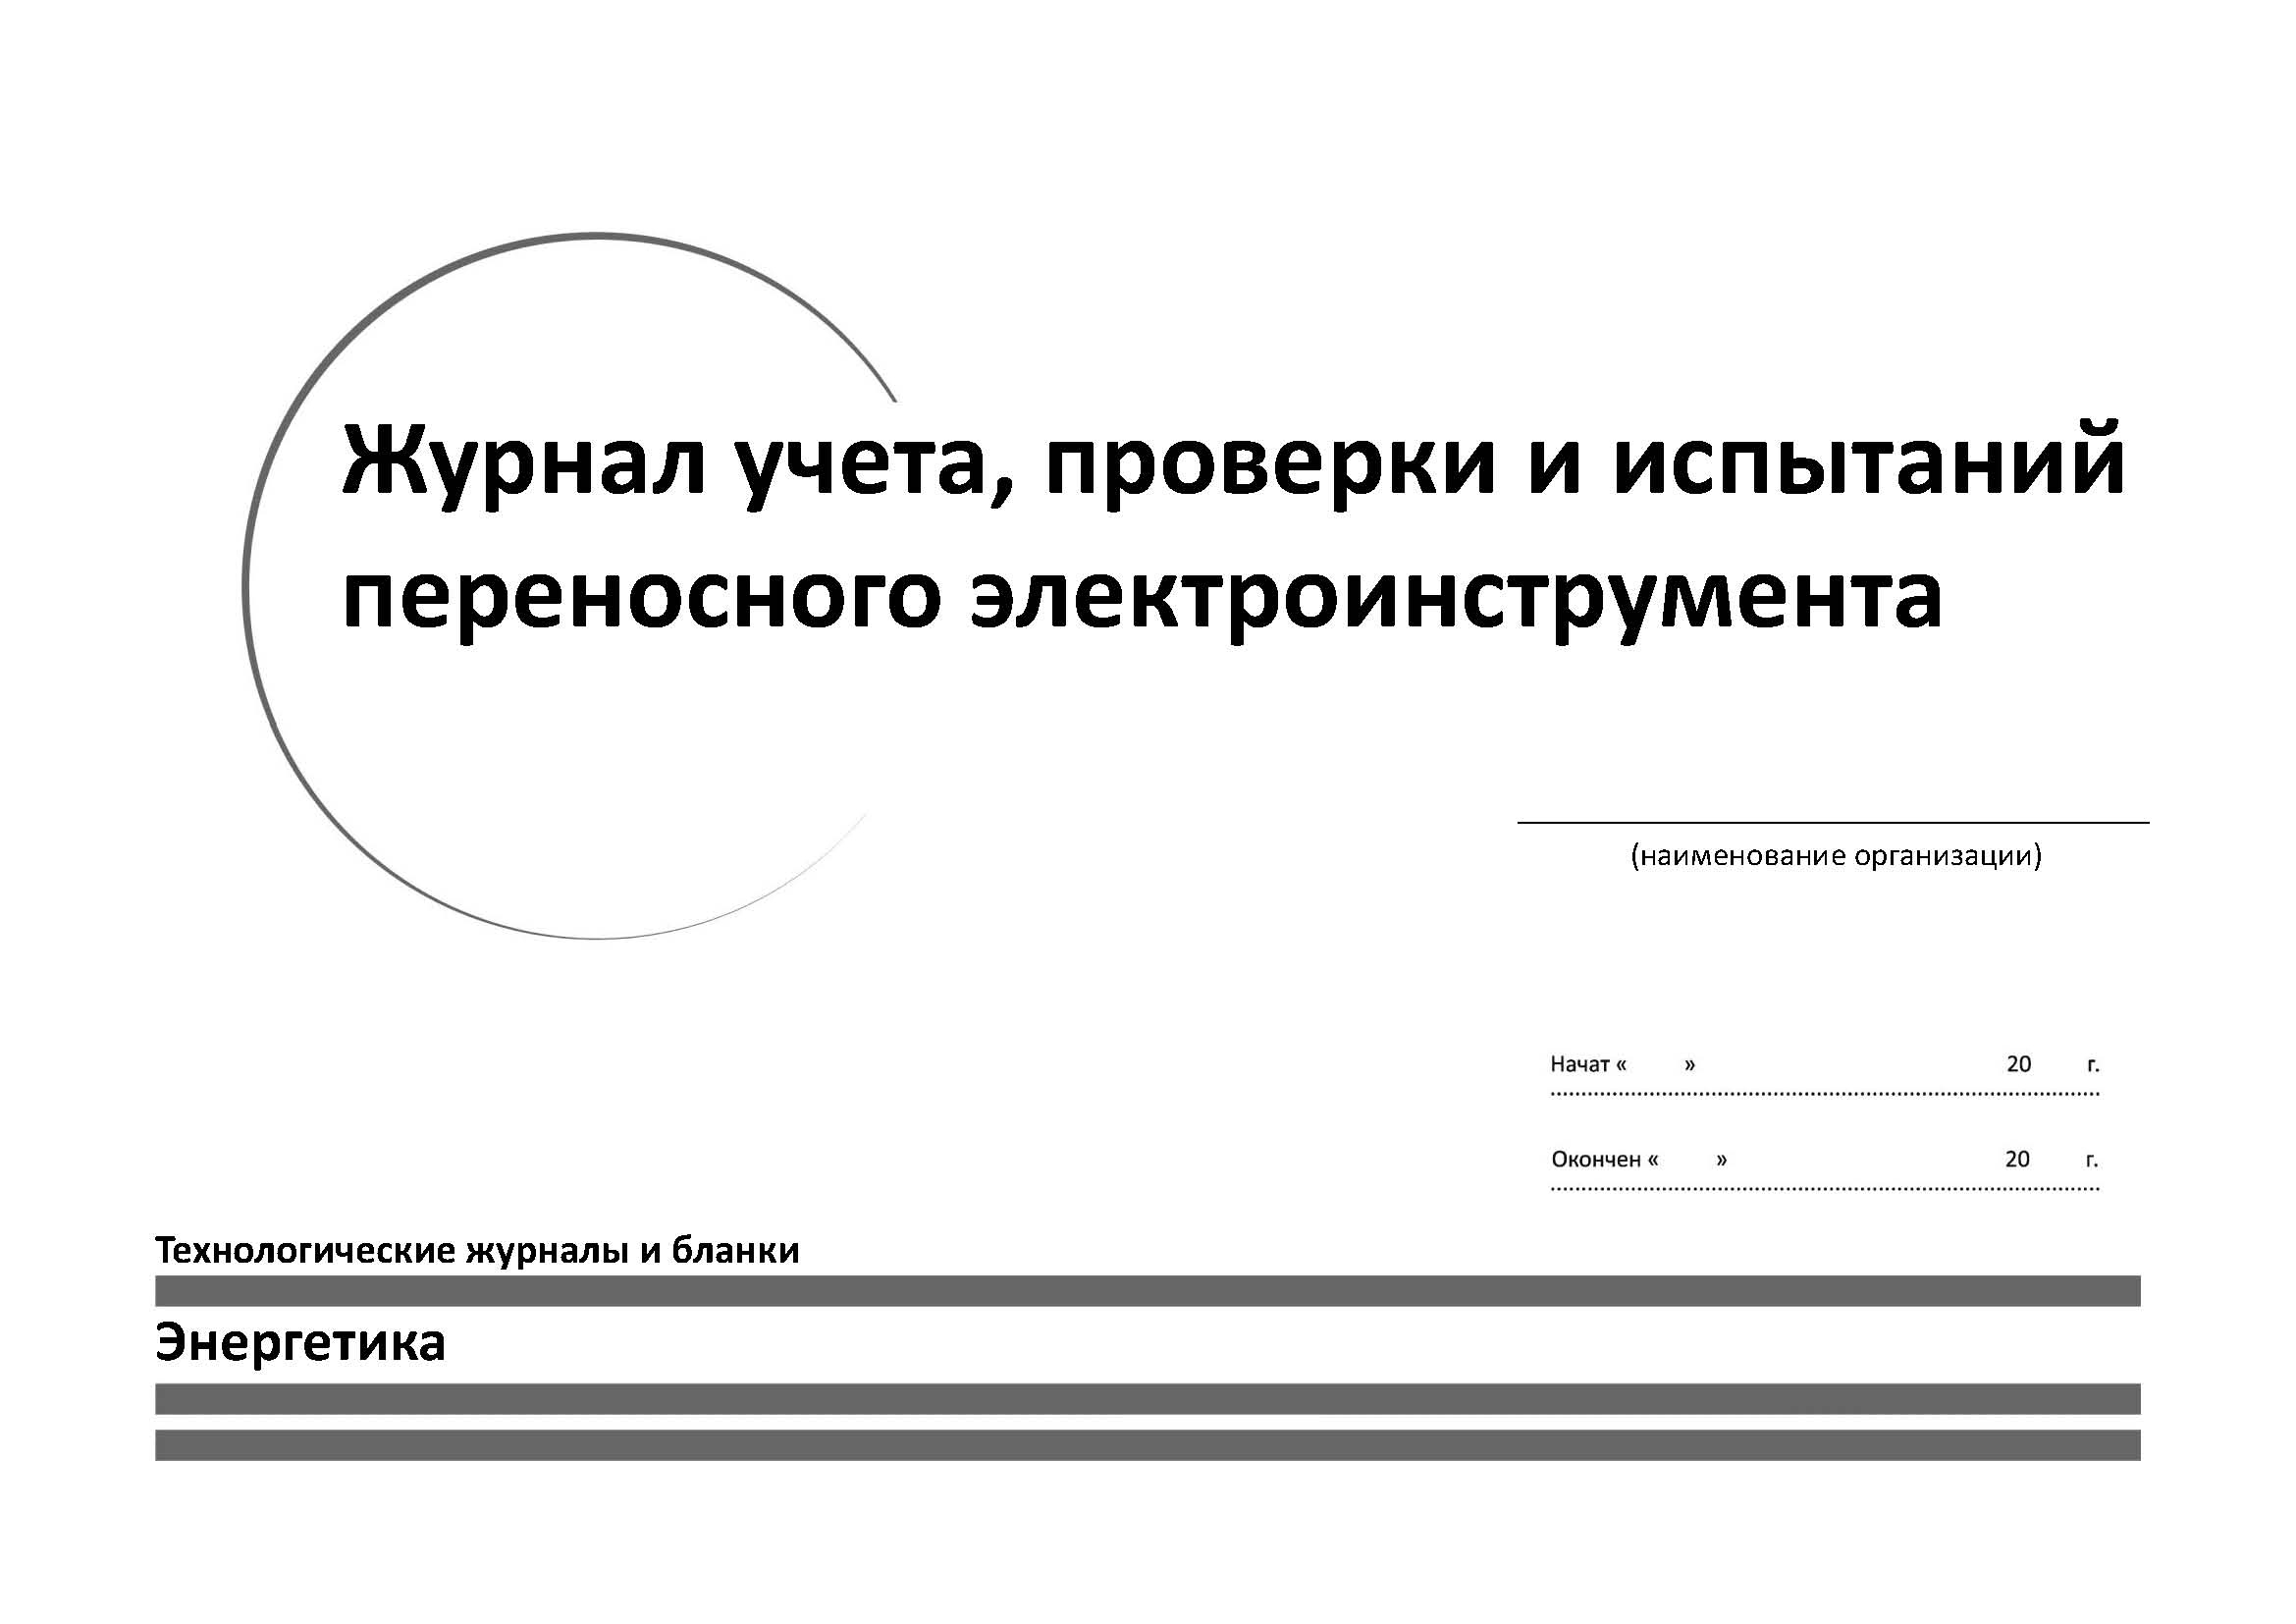 Журнал учета, проверки и испытаний
переносного электроинструмента
(наименование организации)
Начат « » 20 г.
Окончен « » 20 г.
Технологические журналы и бланки
Энергетика